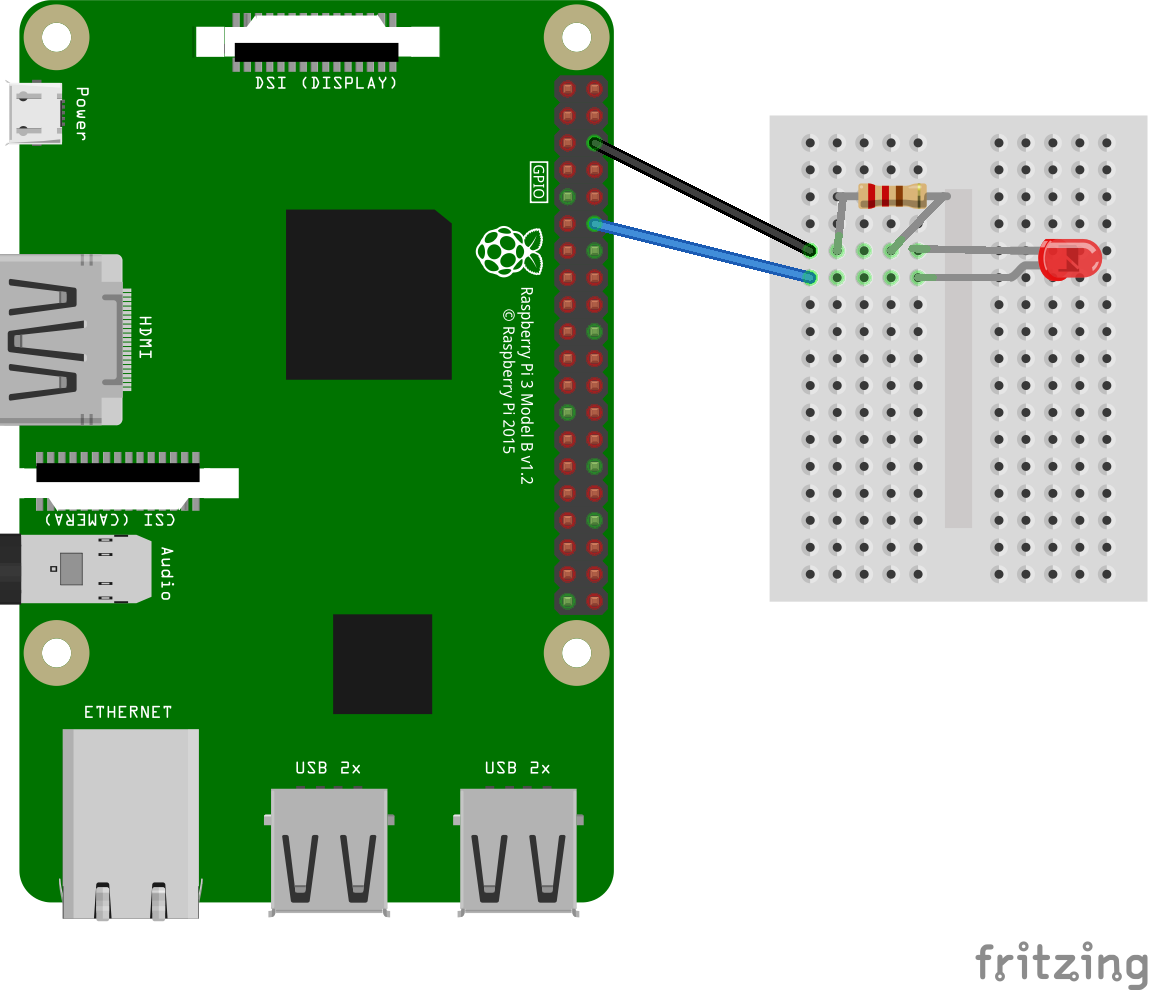 DSI (DISPLAY)
Power
GPIO
Raspberry Pi 3 Model B v1.2
© Raspberry Pi 2015
HDMI
CSI (CAMERA)
Audio
ETHERNET
USB 2x
USB 2x
fritzing